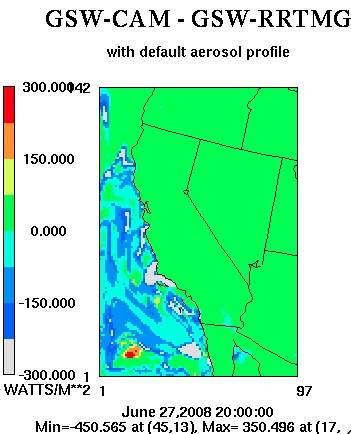 GSW-CAM - GSW-RRTMG
with default aerosol profile
300.000
142
150.000
0.000
-150.000
-300.000
1
WATTS/M**2
1
97
June 27,2008 20:00:00
Min=-450.565 at (45,13), Max= 350.496 at (17, ,